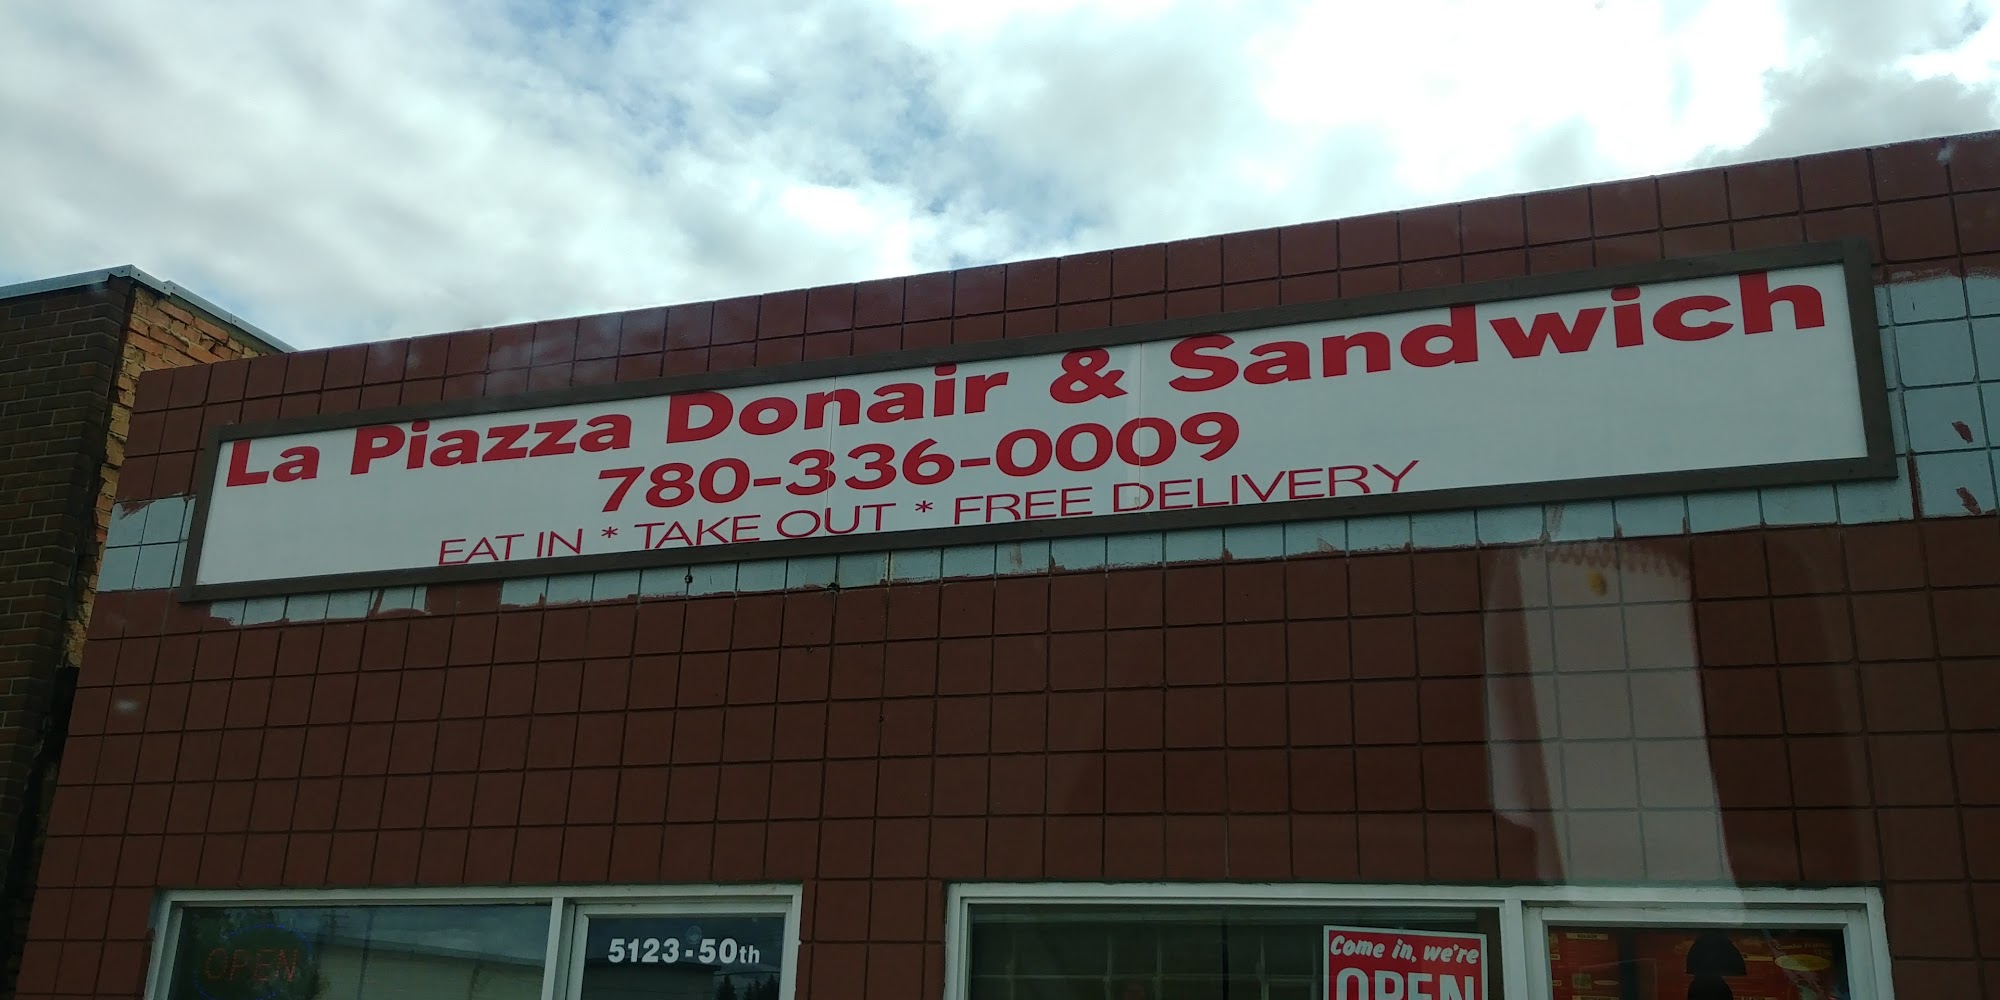 La Piazza Donair & Sandwich
780-336-0009
EAT IN * TAKE OUT * FREE DELIVERY
OPEN
5123-50th
Come in, we're
OPEN